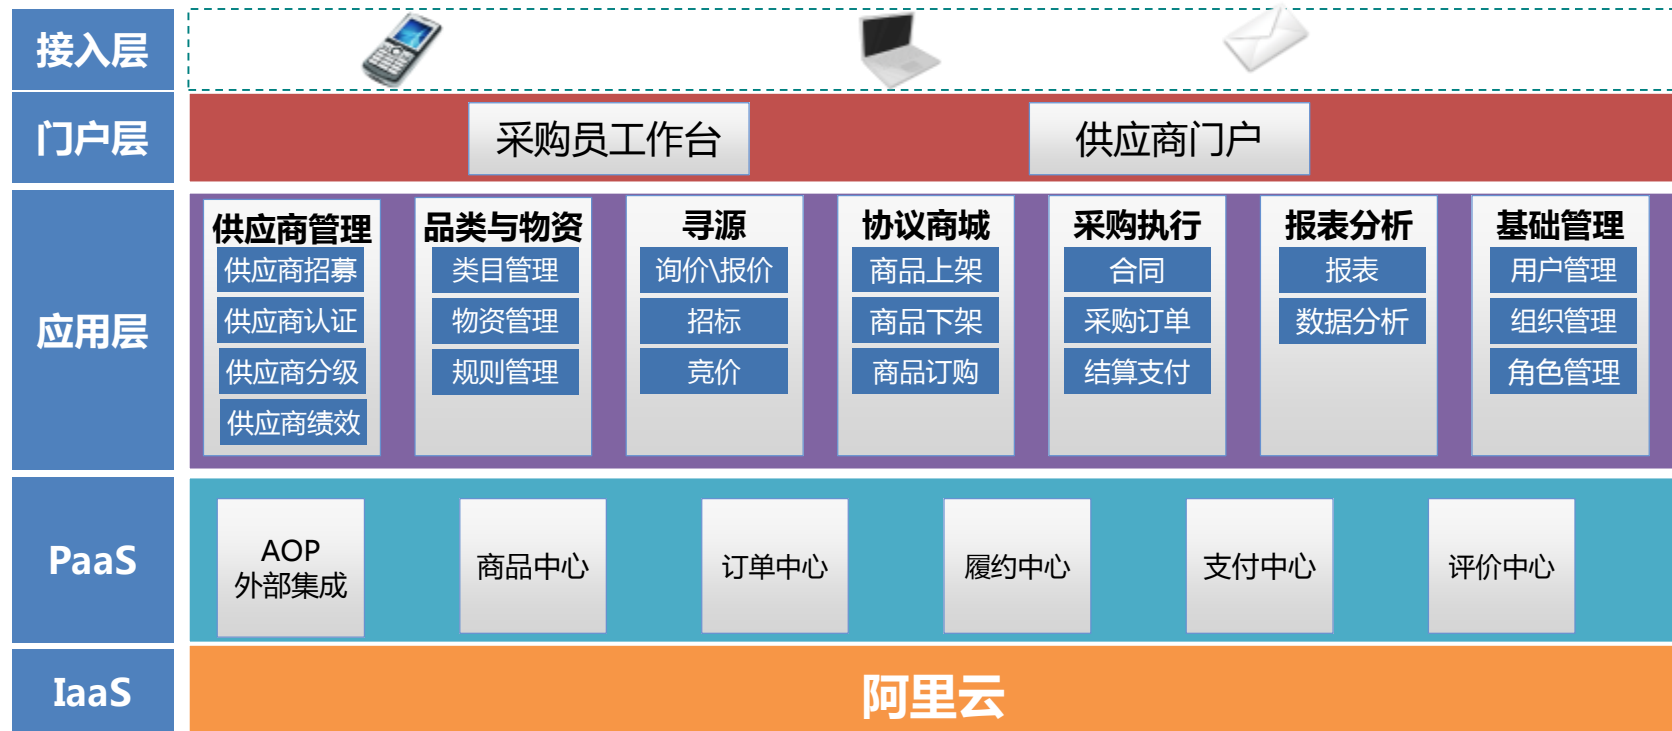 接入层
门户层
采购员工作台
供应商门户
应用层
供应商管理
供应商招募
供应商认证
供应商分级
供应商绩效
品类与物资
类目管理
物资管理
规则管理
寻源
询价\报价
招标
竞价
协议商城
商品上架
商品下架
商品订购
采购执行
合同
采购订单
结算支付
报表分析
报表
数据分析
基础管理
用户管理
组织管理
角色管理
PaaS
AOP
外部集成
商品中心
订单中心
履约中心
支付中心
评价中心
IaaS
阿里云